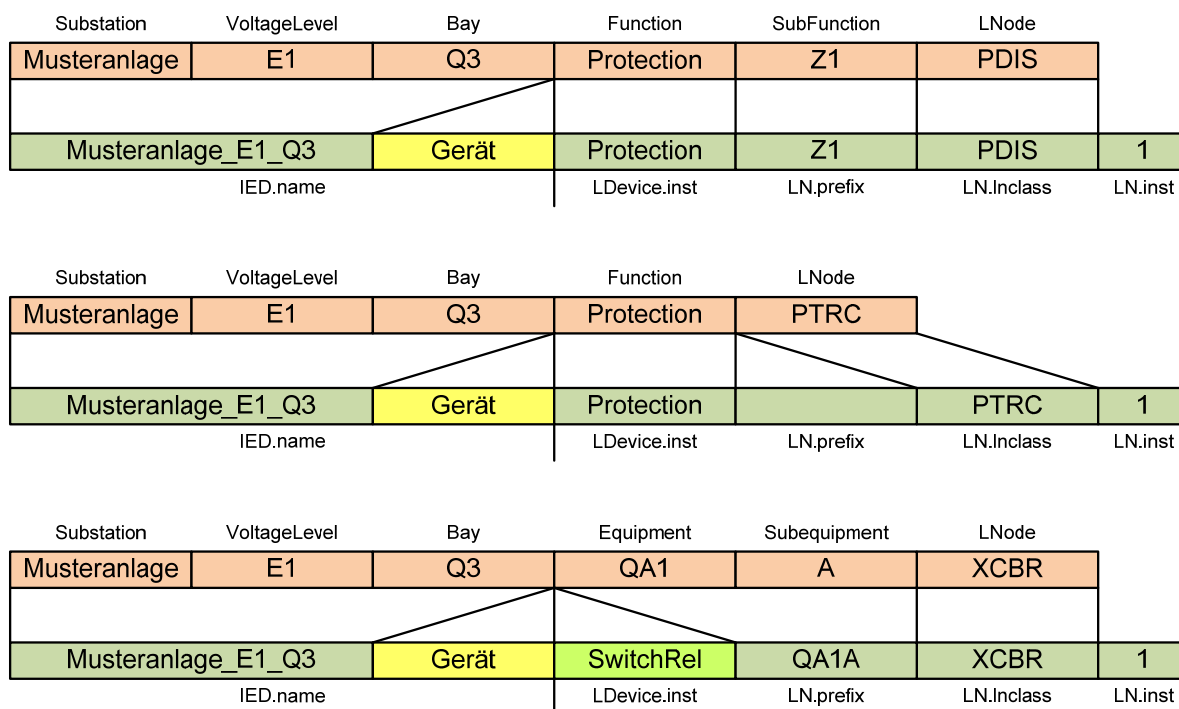 Substation VoltageLevel Bay Function SubFunction LNode
Musteranlage E1 Q3 Protection Z1 PDIS
Musteranlage_E1_Q3 Gerät Protection Z1 PDIS 1
IED.name LDevice.inst LN.prefix LN.lnclass LN.inst
Substation VoltageLevel Bay Function LNode
Musteranlage E1 Q3 Protection PTRC
Musteranlage_E1_Q3 Gerät Protection PTRC 1
IED.name LDevice.inst LN.prefix LN.lnclass LN.inst
Substation VoltageLevel Bay Equipment Subequipment LNode
Musteranlage E1 Q3 QA1 A XCBR
Musteranlage_E1_Q3 Gerät SwitchRel QA1A XCBR 1
IED.name LDevice.inst LN.prefix LN.lnclass LN.inst